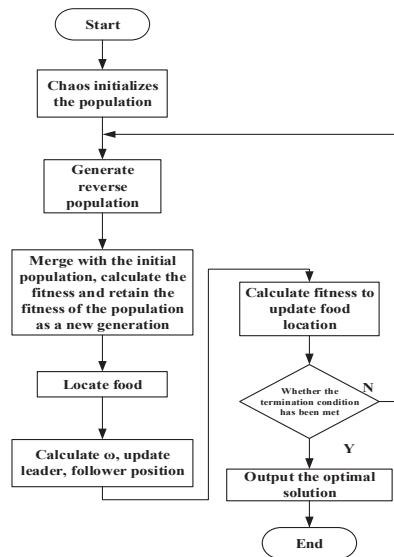 Start
Chaos initializes
the population
Generate
reverse
population
Merge with the initial
population, calculate the
fitness and retain the
fitness of the population
as a new generation
Locate food
Calculate ω, update
leader, follower position
Calculate fitness to
update food
location
Whether the
termination condition
has been met
N
Y
Output the optimal
solution
End